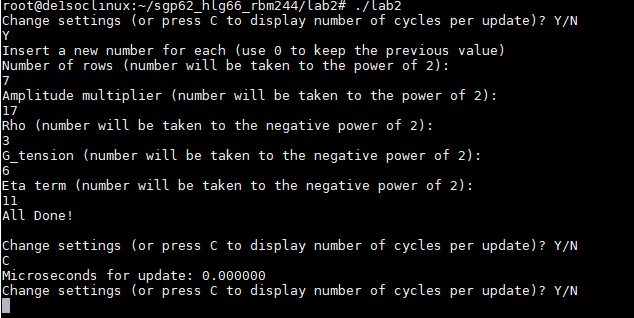 root@de1soclinux:~/sgp62_hlg66_rbm244/lab2# ./lab2
Change settings (or press C to display number of cycles per update)? Y/N
Y
Insert a new number for each (use 0 to keep the previous value)
Number of rows (number will be taken to the power of 2):
7
Amplitude multiplier (number will be taken to the power of 2):
17
Rho (number will be taken to the negative power of 2):
3
G_tension (number will be taken to the negative power of 2):
6
Eta term (number will be taken to the negative power of 2):
11
All Done!
Change settings (or press C to display number of cycles per update)? Y/N
C
Microseconds for update: 0.000000
Change settings (or press C to display number of cycles per update)? Y/N